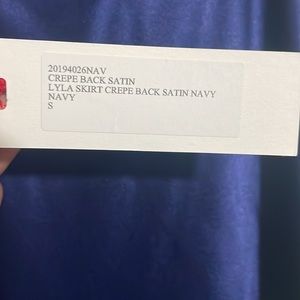 20194026NAV
CREPE BACK SATIN
LYLA SKIRT CREPE BACK SATIN NAVY
NAVY
S